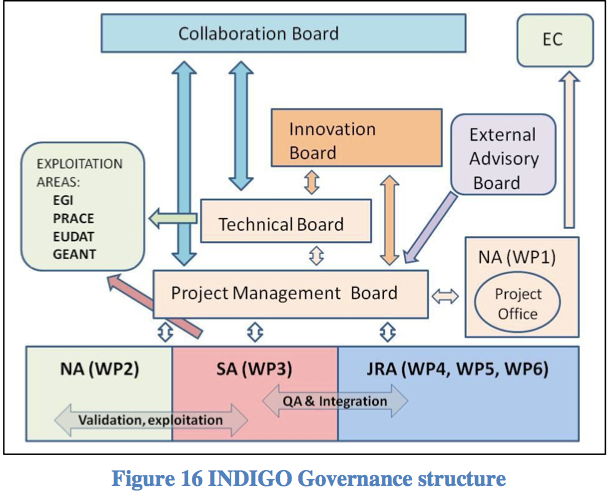 Collaboration Board
EC
Innovation
Board
External
Advisory
Board
EXPLOITATION
AREAS:
EGI
PRACE
EUDAT
GEANT
Technical Board
NA (WP1)
Project
Office
Project Management Board
NA (WP2)
SA (WP3)
JRA (WP4, WP5, WP6)
QA & Integration
Validation, exploitation
Figure 16 INDIGO Governance structure